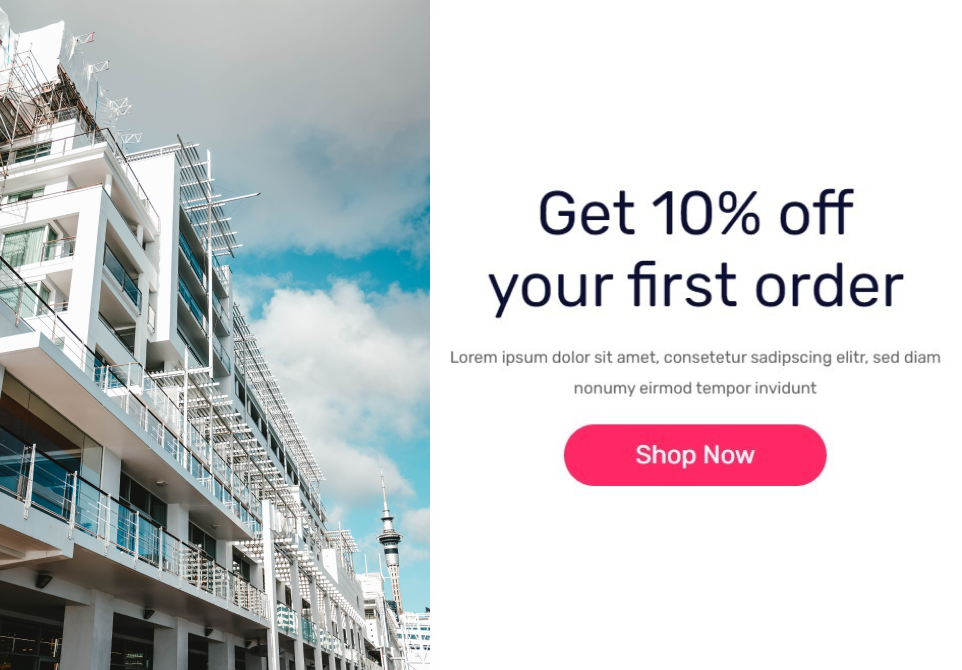 Get 10% off
your first order
Lorem ipsum dolor sit amet, consetetur sadipscing elitr, sed diam
nonumy eirmod tempor invidunt
Shop Now